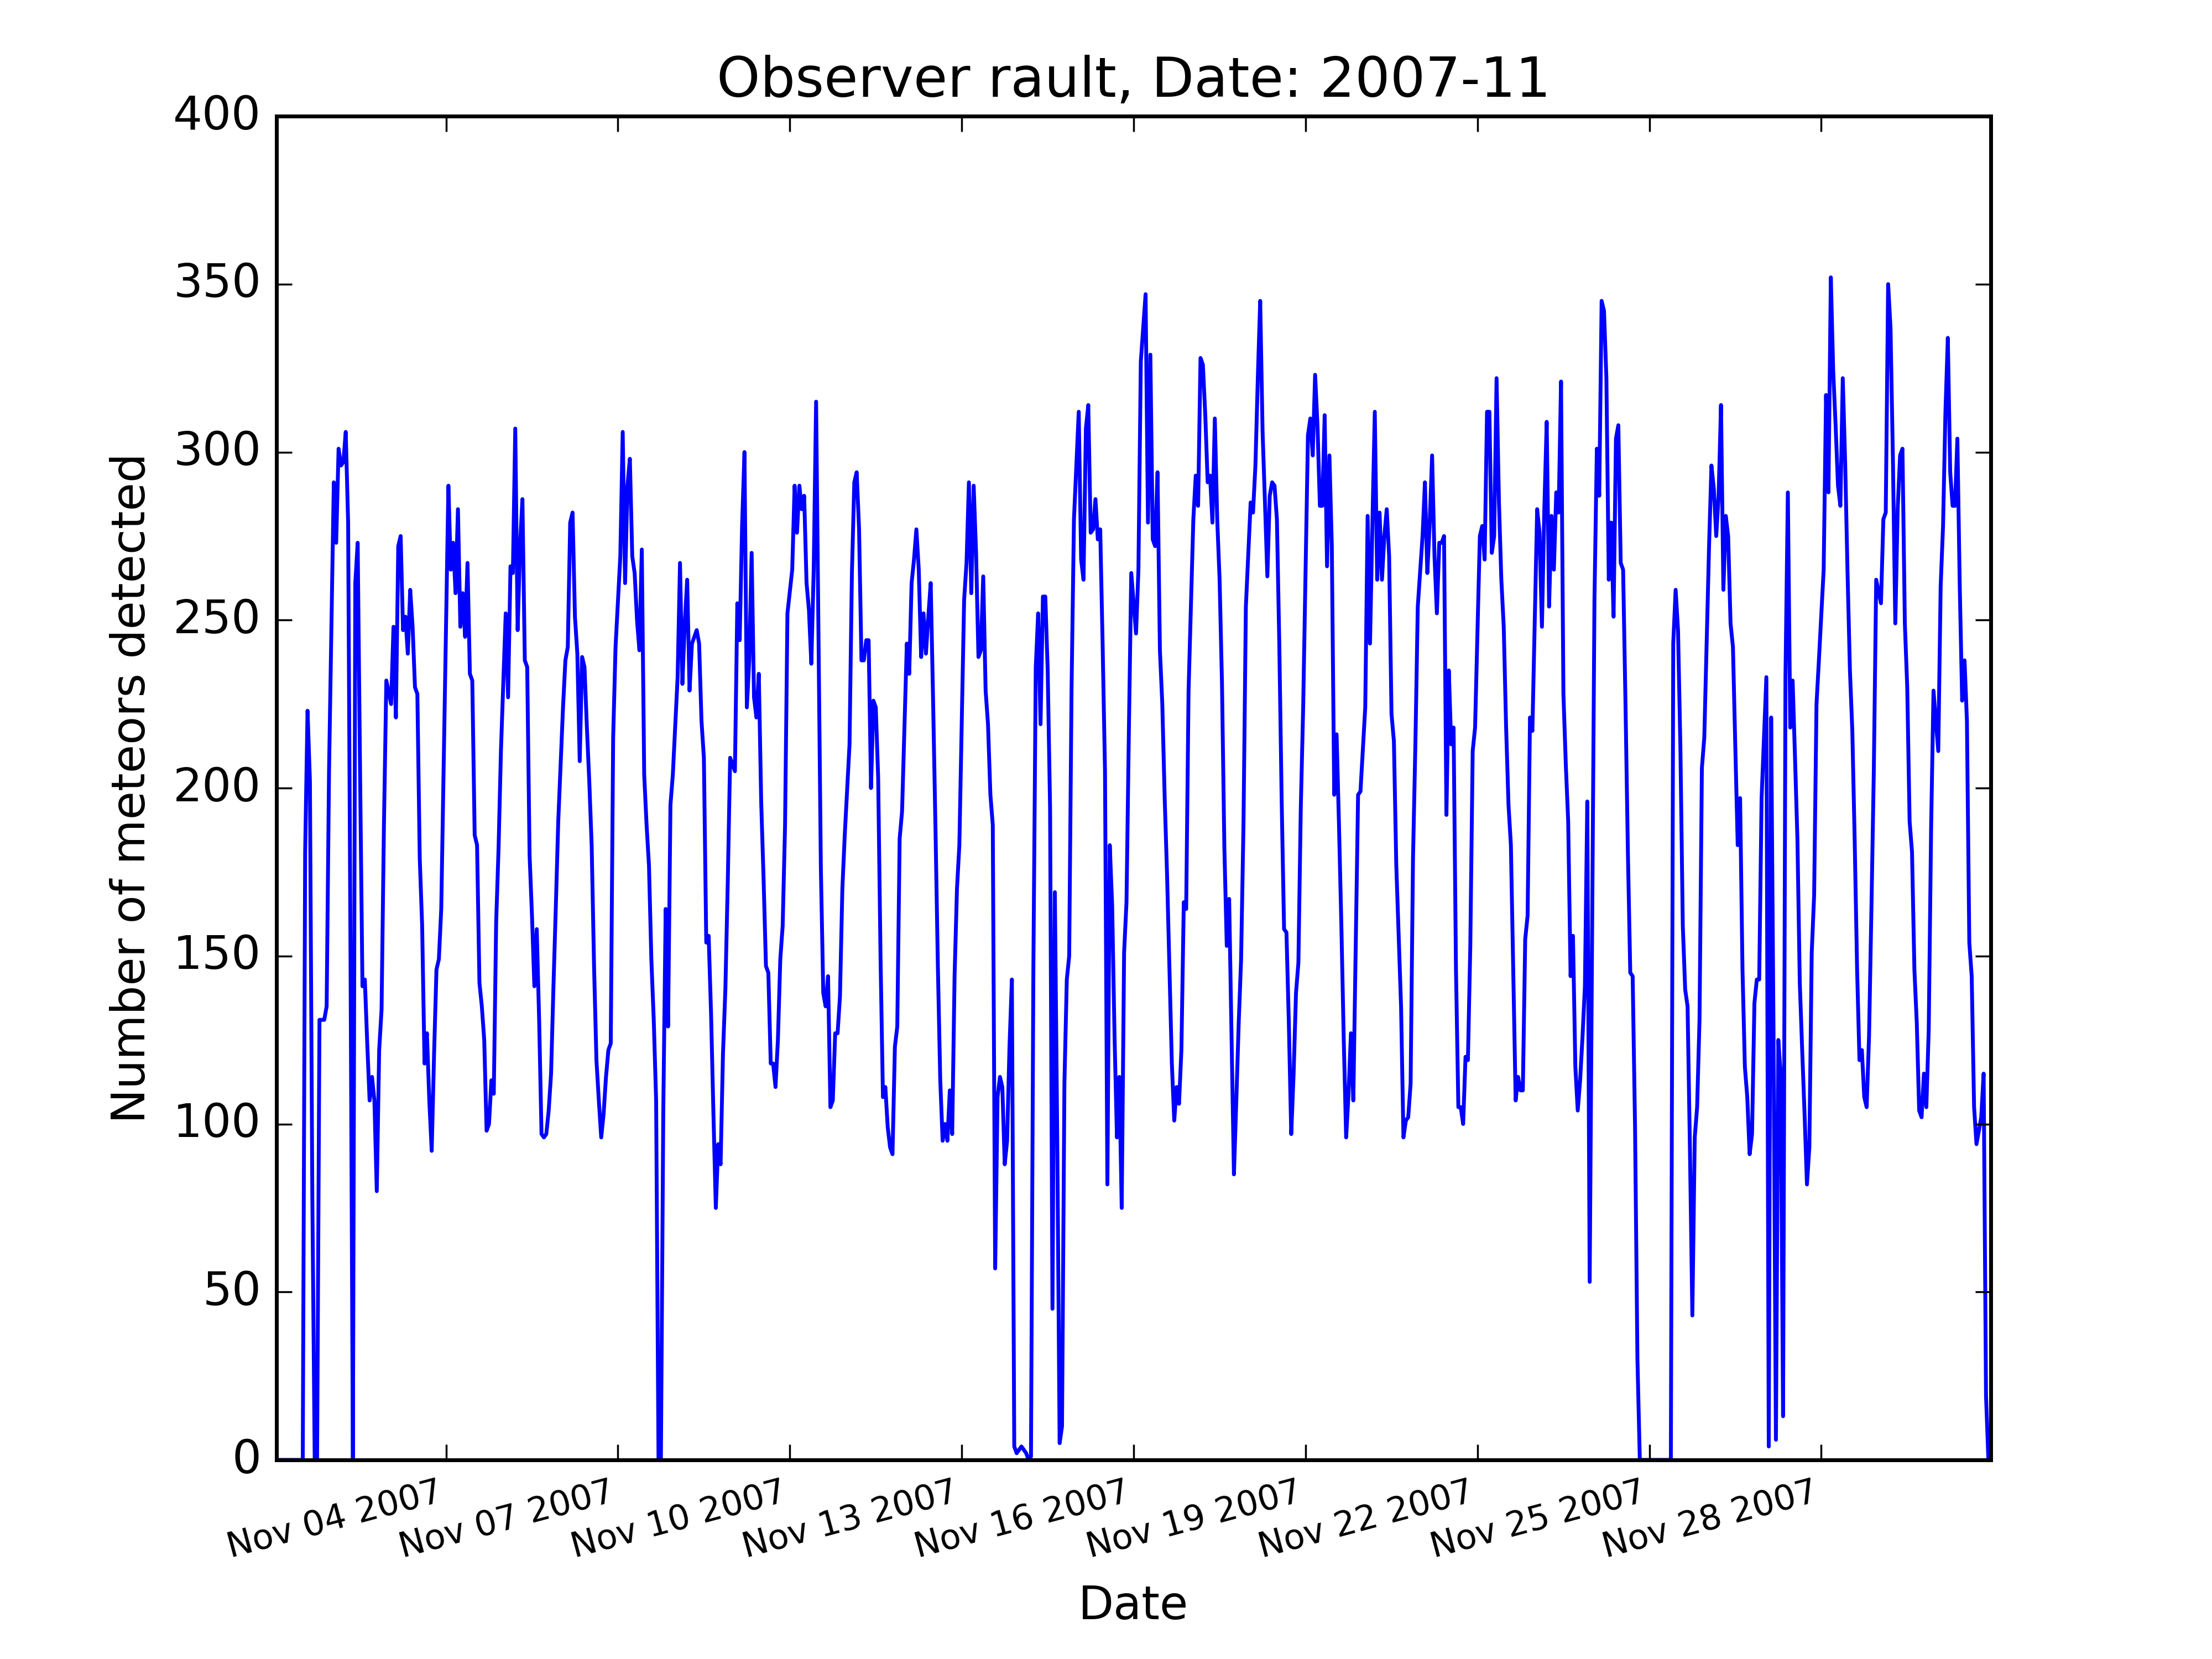 Observer rault, Date: 2007-11
400
350
300
250
200
150
100
50
0
Number of meteors detected
Nov 04 2007
Nov 07 2007
Nov 10 2007
Nov 13 2007
Nov 16 2007
Nov 19 2007
Nov 22 2007
Nov 25 2007
Nov 28 2007
Date